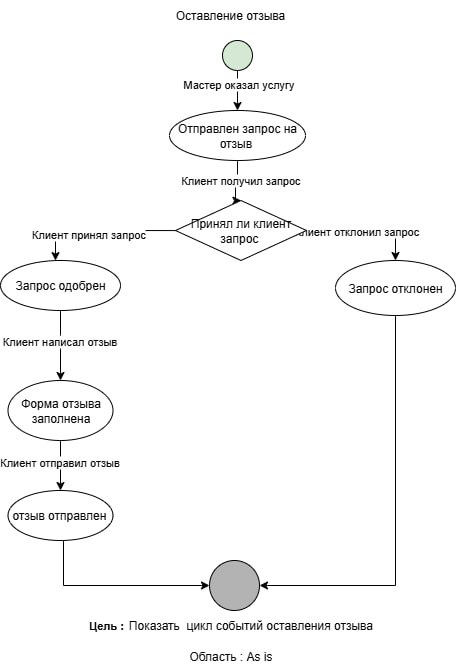 Оставление отзыва
Мастер оказал услугу
Отправлен запрос на
отзыв
Клиент получил запрос
Принял ли клиент
запрос
Клиент принял запрос
лиент отклонил запрос
Запрос одобрен
Запрос отклонен
Клиент написал отзыв
Форма отзыва
заполнена
Клиент отправил отзыв
отзыв отправлен
Цель : Показать цикл событий оставления отзыва
Область : As is